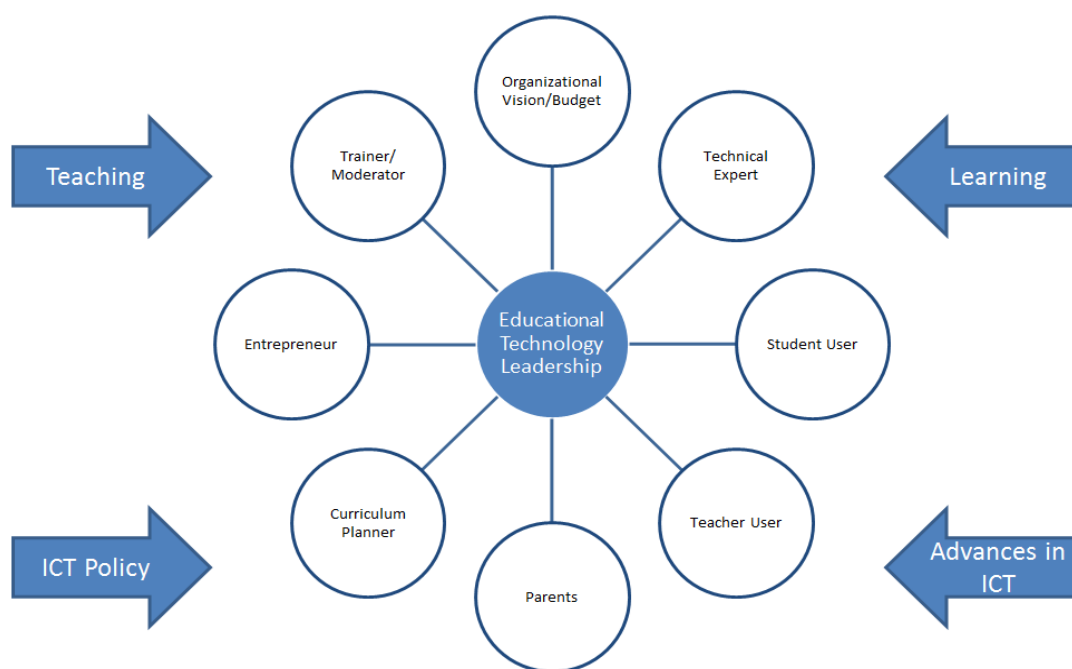 Organizational
Vision/Budget
Trainer/
Moderator
Technical
Expert
Teaching
Learning
Educational
Technology
Leadership
Entrepreneur
Student User
Curriculum
Planner
Teacher User
ICT Policy
Advances in
ICT
Parents